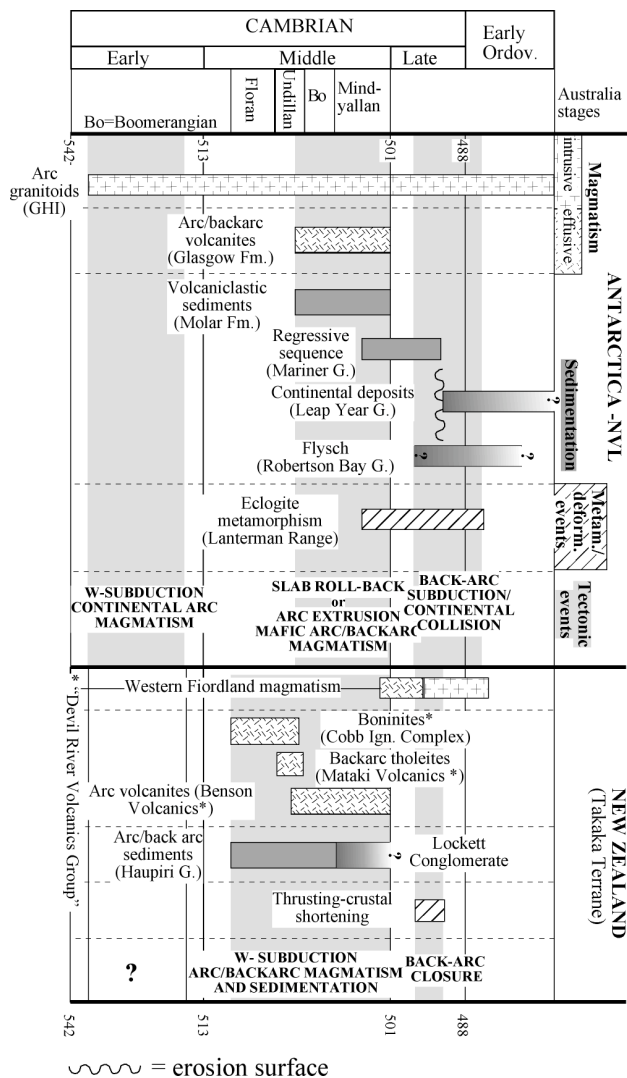 CAMBRIAN
Early
Ordov.
Early
Middle
Late
Floran
Undillan
Bo
Mind-
yallan
Bo=Boomerangian
Australia
stages
542
513
501
488
Arc
granitoids
(GHI)
intrusive
effusive
Magmatism
Arc/backarc
volcanites
(Glasgow Fm.)
Volcaniclastic
sediments
(Molar Fm.)
Regressive
sequence
(Mariner G.)
Continental deposits
(Leap Year G.)
?
Flysch
(Robertson Bay G.)
?
?
Sedimentation
ANTARCTICA -NVL
Eclogite
metamorphism
(Lanterman Range)
Metam./
deform.
events
W-SUBDUCTION
CONTINENTAL ARC
MAGMATISM
SLAB ROLL-BACK
or
ARC EXTRUSION
MAFIC ARC/BACKARC
MAGMATISM
BACK-ARC
SUBDUCTION/
CONTINENTAL
COLLISION
Tectonic
events
* "Devil River Volcanics Group"
Western Fiordland magmatism
Boninites*
(Cobb Ign. Complex)
Backarc tholeites
(Mataki Volcanics *)
Arc volcanites (Benson
Volcanics*)
Arc/back arc
sediments
(Haupiri G.)
?
Lockett
Conglomerate
Thrusting-crustal
shortening
NEW ZEALAND
(Takaka Terrane)
?
W- SUBDUCTION
ARC/BACKARC MAGMATISM
AND SEDIMENTATION
BACK-ARC
CLOSURE
542
513
501
488
= erosion surface